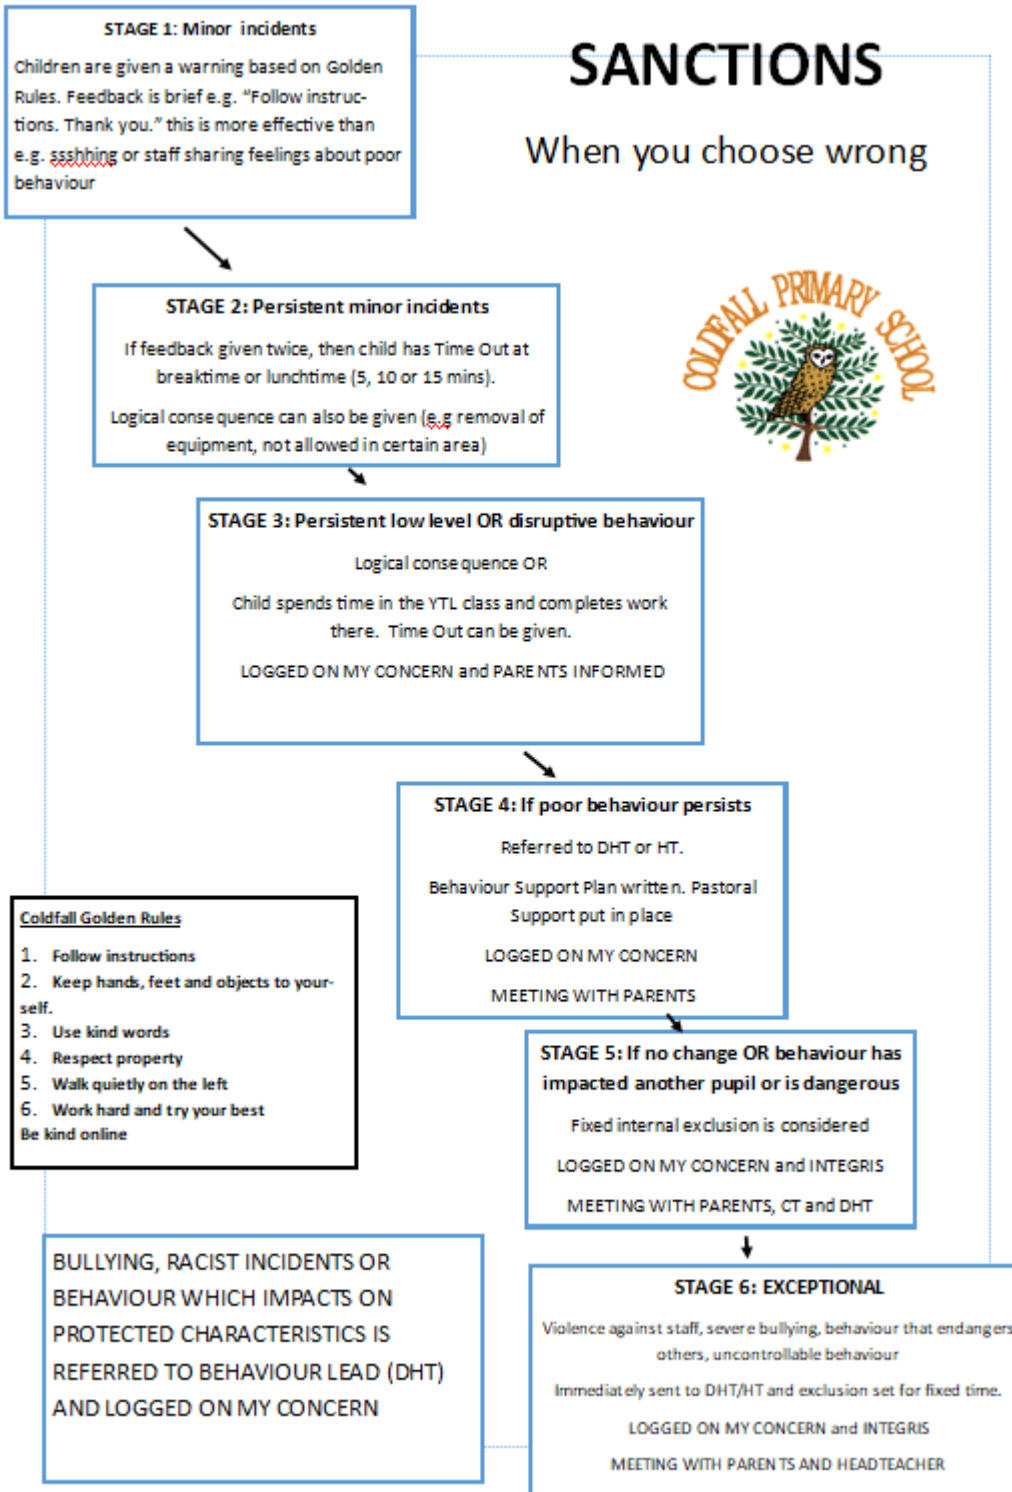 STAGE 1: Minor incidents
Children are given a warning based on Golden
Rules. Feedback is brief e.g. “Follow instruc-
tions. Thank you.” this is more effective than
e.g. ssshhing or staff sharing feelings about poor
behaviour
SANCTIONS
When you choose wrong
COLDFALL PRIMARY SCHOOL
STAGE 2: Persistent minor incidents
If feedback given twice, then child has Time Out at
breaktime or lunchtime (5, 10 or 15 mins).
Logical consequence can also be given (e.g removal of
equipment, not allowed in certain area)
STAGE 3: Persistent low level OR disruptive behaviour
Logical consequence OR
Child spends time in the YTL class and completes work
there. Time Out can be given.
LOGGED ON MY CONCERN and PARENTS INFORMED
STAGE 4: If poor behaviour persists
Referred to DHT or HT.
Behaviour Support Plan written. Pastoral
Support put in place
LOGGED ON MY CONCERN
MEETING WITH PARENTS
Coldfall Golden Rules
1. Follow instructions
2. Keep hands, feet and objects to your-
self.
3. Use kind words
4. Respect property
5. Walk quietly on the left
6. Work hard and try your best
Be kind online
STAGE 5: If no change OR behaviour has
impacted another pupil or is dangerous
Fixed internal exclusion is considered
LOGGED ON MY CONCERN and INTEGRIS
MEETING WITH PARENTS, CT and DHT
BULLYING, RACIST INCIDENTS OR
BEHAVIOUR WHICH IMPACTS ON
PROTECTED CHARACTERISTICS IS
REFERRED TO BEHAVIOUR LEAD (DHT)
AND LOGGED ON MY CONCERN
STAGE 6: EXCEPTIONAL
Violence against staff, severe bullying, behaviour that endangers
others, uncontrollable behaviour
Immediately sent to DHT/HT and exclusion set for fixed time.
LOGGED ON MY CONCERN and INTEGRIS
MEETING WITH PARENTS AND HEADTEACHER